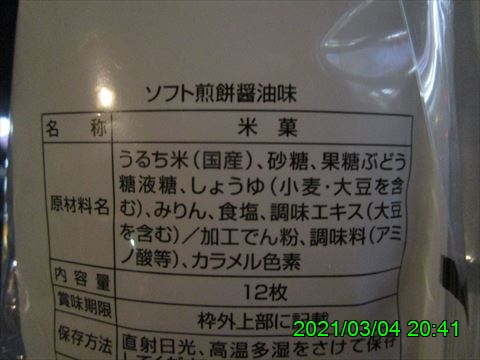 ソフト煎餅醤油味
名 称 米 菓
原材料名 うるち米(国産)、砂糖、果糖ぶどう
糖液糖、しょうゆ(小麦・大豆を含
む)、みりん、食塩、調味エキス(大豆
を含む)/加工でん粉、調味料(アミ
ノ酸等)、カラメル色素
内 容 量 12枚
賞味期限 枠外上部に記載
保存方法 直射日光、高温多湿をさけて保存
2021/03/04 20:41